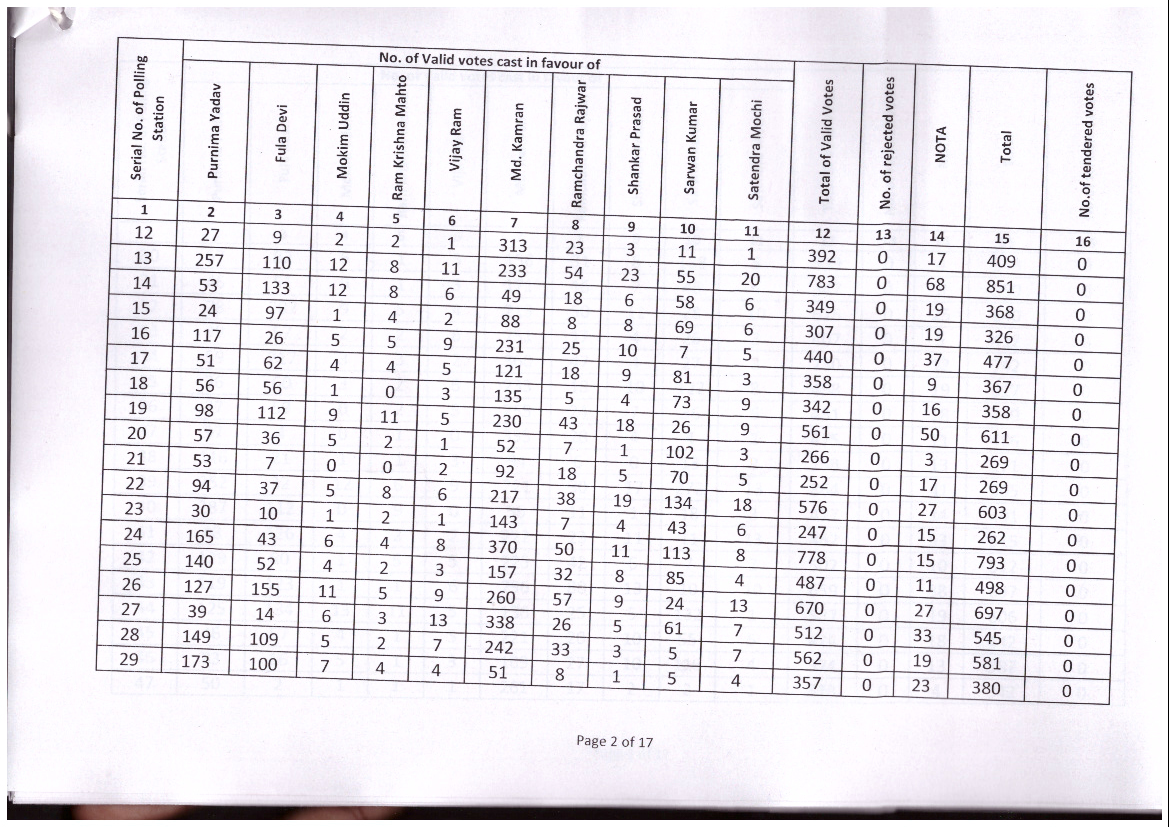 No. of Valid votes cast in favour of
Serial No. of Polling Station Purnima Yadav Fula Devi Mokim Uddin Ram Krishna Mahto Vijay Ram Md. Kamran Ramchandra Rajwar Shankar Prasad Sarwan Kumar Satendra Mochi Total of Valid Votes No. of rejected votes NOTA Total No.of tendered votes
1 2 3 4 5 6 7 8 9 10 11 12 13 14 15 16
12 27 9 2 2 1 313 23 3 11 1 392 0 17 409 0
13 257 110 12 8 11 233 54 23 55 20 783 0 68 851 0
14 53 133 12 8 6 49 18 6 58 6 349 0 19 368 0
15 24 97 1 4 2 88 8 8 69 6 307 0 19 326 0
16 117 26 5 5 9 231 25 10 7 5 440 0 37 477 0
17 51 62 4 4 5 121 18 9 81 3 358 0 9 367 0
18 56 56 1 0 3 135 5 4 73 9 342 0 16 358 0
19 98 112 9 11 5 230 43 18 26 9 561 0 50 611 0
20 57 36 5 2 1 52 7 1 102 3 266 0 3 269 0
21 53 7 0 0 2 92 18 5 70 5 252 0 17 269 0
22 94 37 5 8 6 217 38 19 134 18 576 0 27 603 0
23 30 10 1 2 1 143 7 4 43 6 247 0 15 262 0
24 165 43 6 4 8 370 50 11 113 8 778 0 15 793 0
25 140 52 4 2 3 157 32 8 85 4 487 0 11 498 0
26 127 155 11 5 9 260 57 9 24 13 670 0 27 697 0
27 39 14 6 3 13 338 26 5 61 7 512 0 33 545 0
28 149 109 5 2 7 242 33 3 5 7 562 0 19 581 0
29 173 100 7 4 4 51 8 1 5 4 357 0 23 380 0
Page 2 of 17